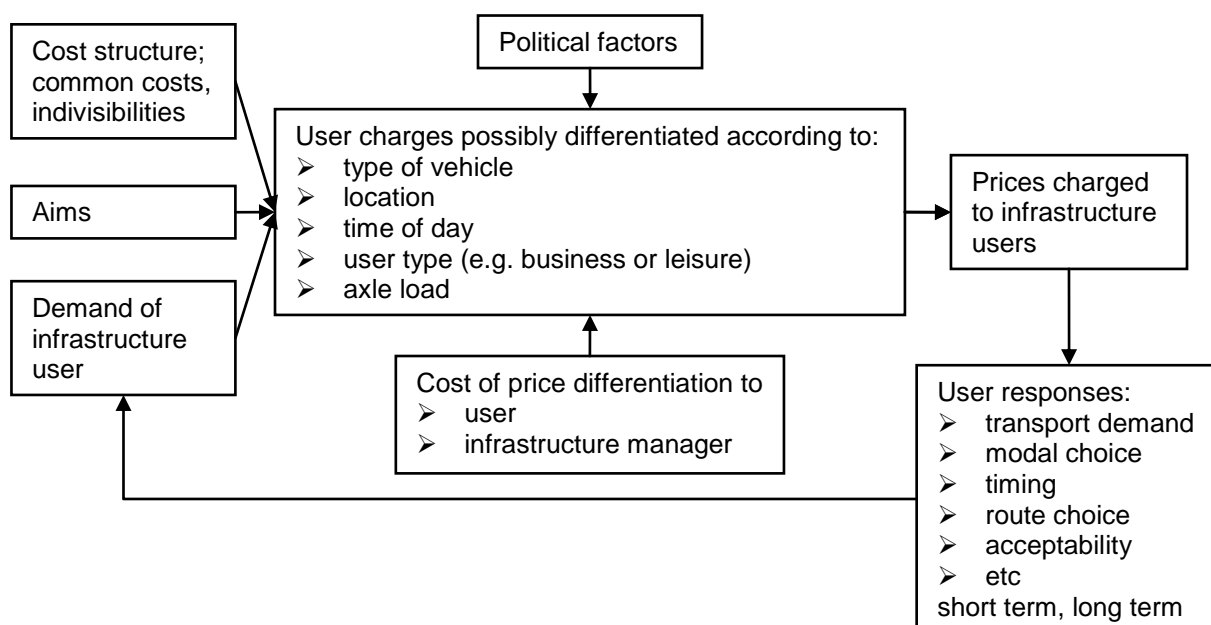 Cost structure;
common costs,
indivisibilities
Political factors
Aims
Demand of
infrastructure
user
User charges possibly differentiated according to:
➢ type of vehicle
➢ location
➢ time of day
➢ user type (e.g. business or leisure)
➢ axle load
Cost of price differentiation to
➢ user
➢ infrastructure manager
Prices charged
to infrastructure
users
User responses:
➢ transport demand
➢ modal choice
➢ timing
➢ route choice
➢ acceptability
➢ etc
short term, long term